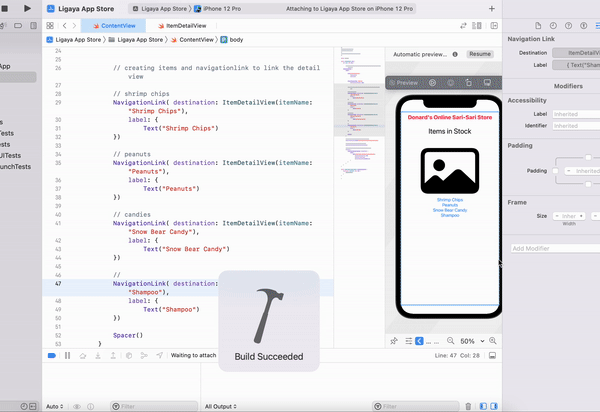 Ligaya App Store
Ligaya App Store
iPhone 12 Pro
Attaching to Ligaya App Store on iPhone 12 Pro
ContentView
ItemDetailView
Ligaya App Store
Ligaya App Store
ContentView
body
Navigation Link
Destination
ItemDetailView
Label
{ Text("Sham
Modifiers
Accessibility
Label
Inherited
Identifier
Inherited
Padding
Padding
Inherited
Frame
Size
Inher
Width
Add Modifier
App
s
Tests
ests
UITests
unchTests
24
25
26 // creating items and navigationlink to link the detail
view
27
28 // shrimp chips
29 NavigationLink( destination: ItemDetailView(itemName:
"Shrimp Chips"),
30 label: {
31 Text("Shrimp Chips")
32 })
33
34 // peanuts
35 NavigationLink( destination: ItemDetailView(itemName:
"Peanuts"),
36 label: {
37 Text("Peanuts")
38 })
39
40 // candies
41 NavigationLink( destination: ItemDetailView(itemName:
"Snow Bear Candy"),
42 label: {
43 Text("Snow Bear Candy")
44 })
45
46 //
47 NavigationLink( destination:
"Shampoo"),
48 label: {
49 Text("Shampoo")
50 })
51
52 Spacer()
53 }
Automatic preview...
Resume
Preview
Donard's Online Sari-Sari Store
Items in Stock
Shrimp Chips
Peanuts
Snow Bear Candy
Shampoo
50%
Build Succeeded
Waiting to attach
Line: 47 Col: 28
Auto
Filter
All Output
Filter